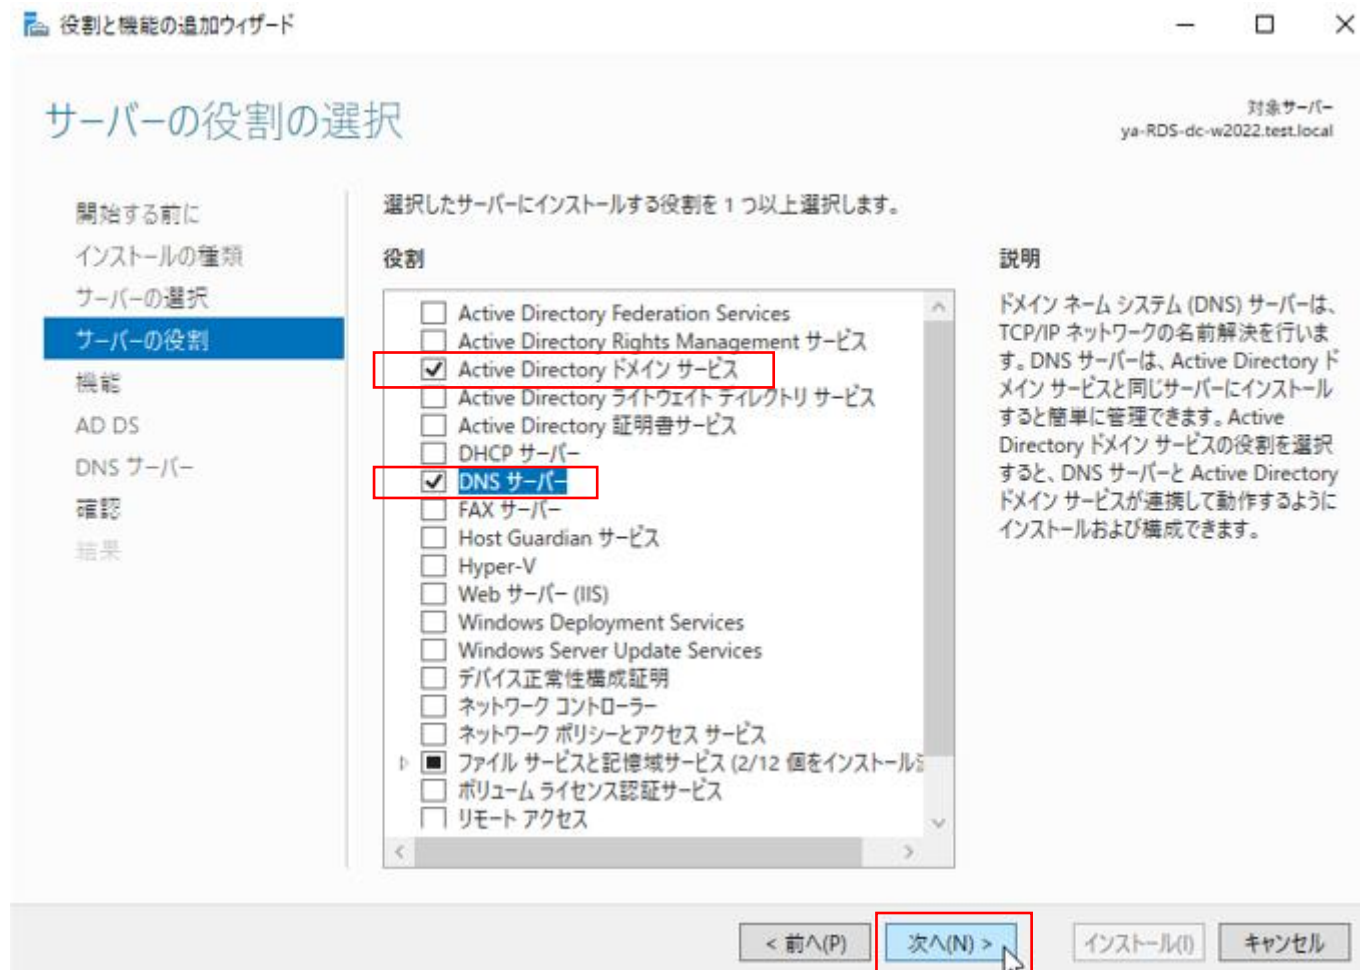 役割と機能の追加ウィザード
サーバーの役割の選択
対象サーバー
ya-RDS-dc-w2022.test.local
開始する前に
インストールの種類
サーバーの選択
サーバーの役割
機能
AD DS
DNS サーバー
確認
結果
選択したサーバーにインストールする役割を 1 つ以上選択します。
役割
Active Directory Federation Services
Active Directory Rights Management サービス
Active Directory ドメイン サービス
Active Directory ライトウェイト ディレクトリ サービス
Active Directory 証明書サービス
DHCP サーバー
DNS サーバー
FAX サーバー
Host Guardian サービス
Hyper-V
Web サーバー (IIS)
Windows Deployment Services
Windows Server Update Services
デバイス正常性構成証明
ネットワーク コントローラー
ネットワーク ポリシーとアクセス サービス
ファイル サービスと記憶域サービス (2/12 個をインストール済
ボリューム ライセンス認証サービス
リモート アクセス
説明
ドメイン ネーム システム (DNS) サーバーは、
TCP/IP ネットワークの名前解決を行いま
す。DNS サーバーは、Active Directory ド
メイン サービスと同じサーバーにインストール
すると簡単に管理できます。Active
Directory ドメイン サービスの役割を選択
すると、DNS サーバーと Active Directory
ドメイン サービスが連携して動作するように
インストールおよび構成できます。
< 前へ(P)
次へ(N) >
インストール(I)
キャンセル